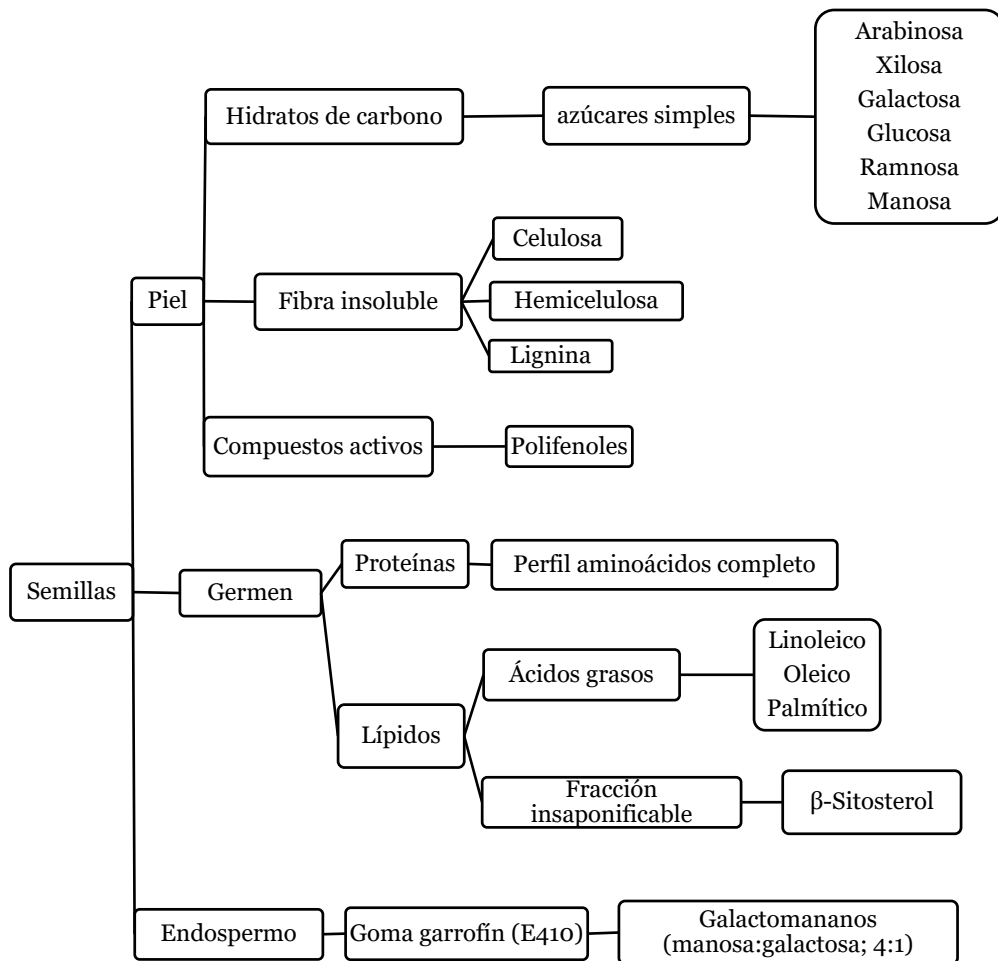 Arabinosa
Xilosa
Galactosa
Glucosa
Ramnosa
Manosa
Hidratos de carbono
azúcares simples
Celulosa
Piel
Fibra insoluble
Hemicelulosa
Lignina
Compuestos activos
Polifenoles
Semillas
Germen
Proteínas
Perfil aminoácidos completo
Lípidos
Ácidos grasos
Linoleico
Oleico
Palmítico
Fracción
insaponificable
β-Sitosterol
Endospermo
Goma garrofín (E410)
Galactomananos
(manosa:galactosa; 4:1)